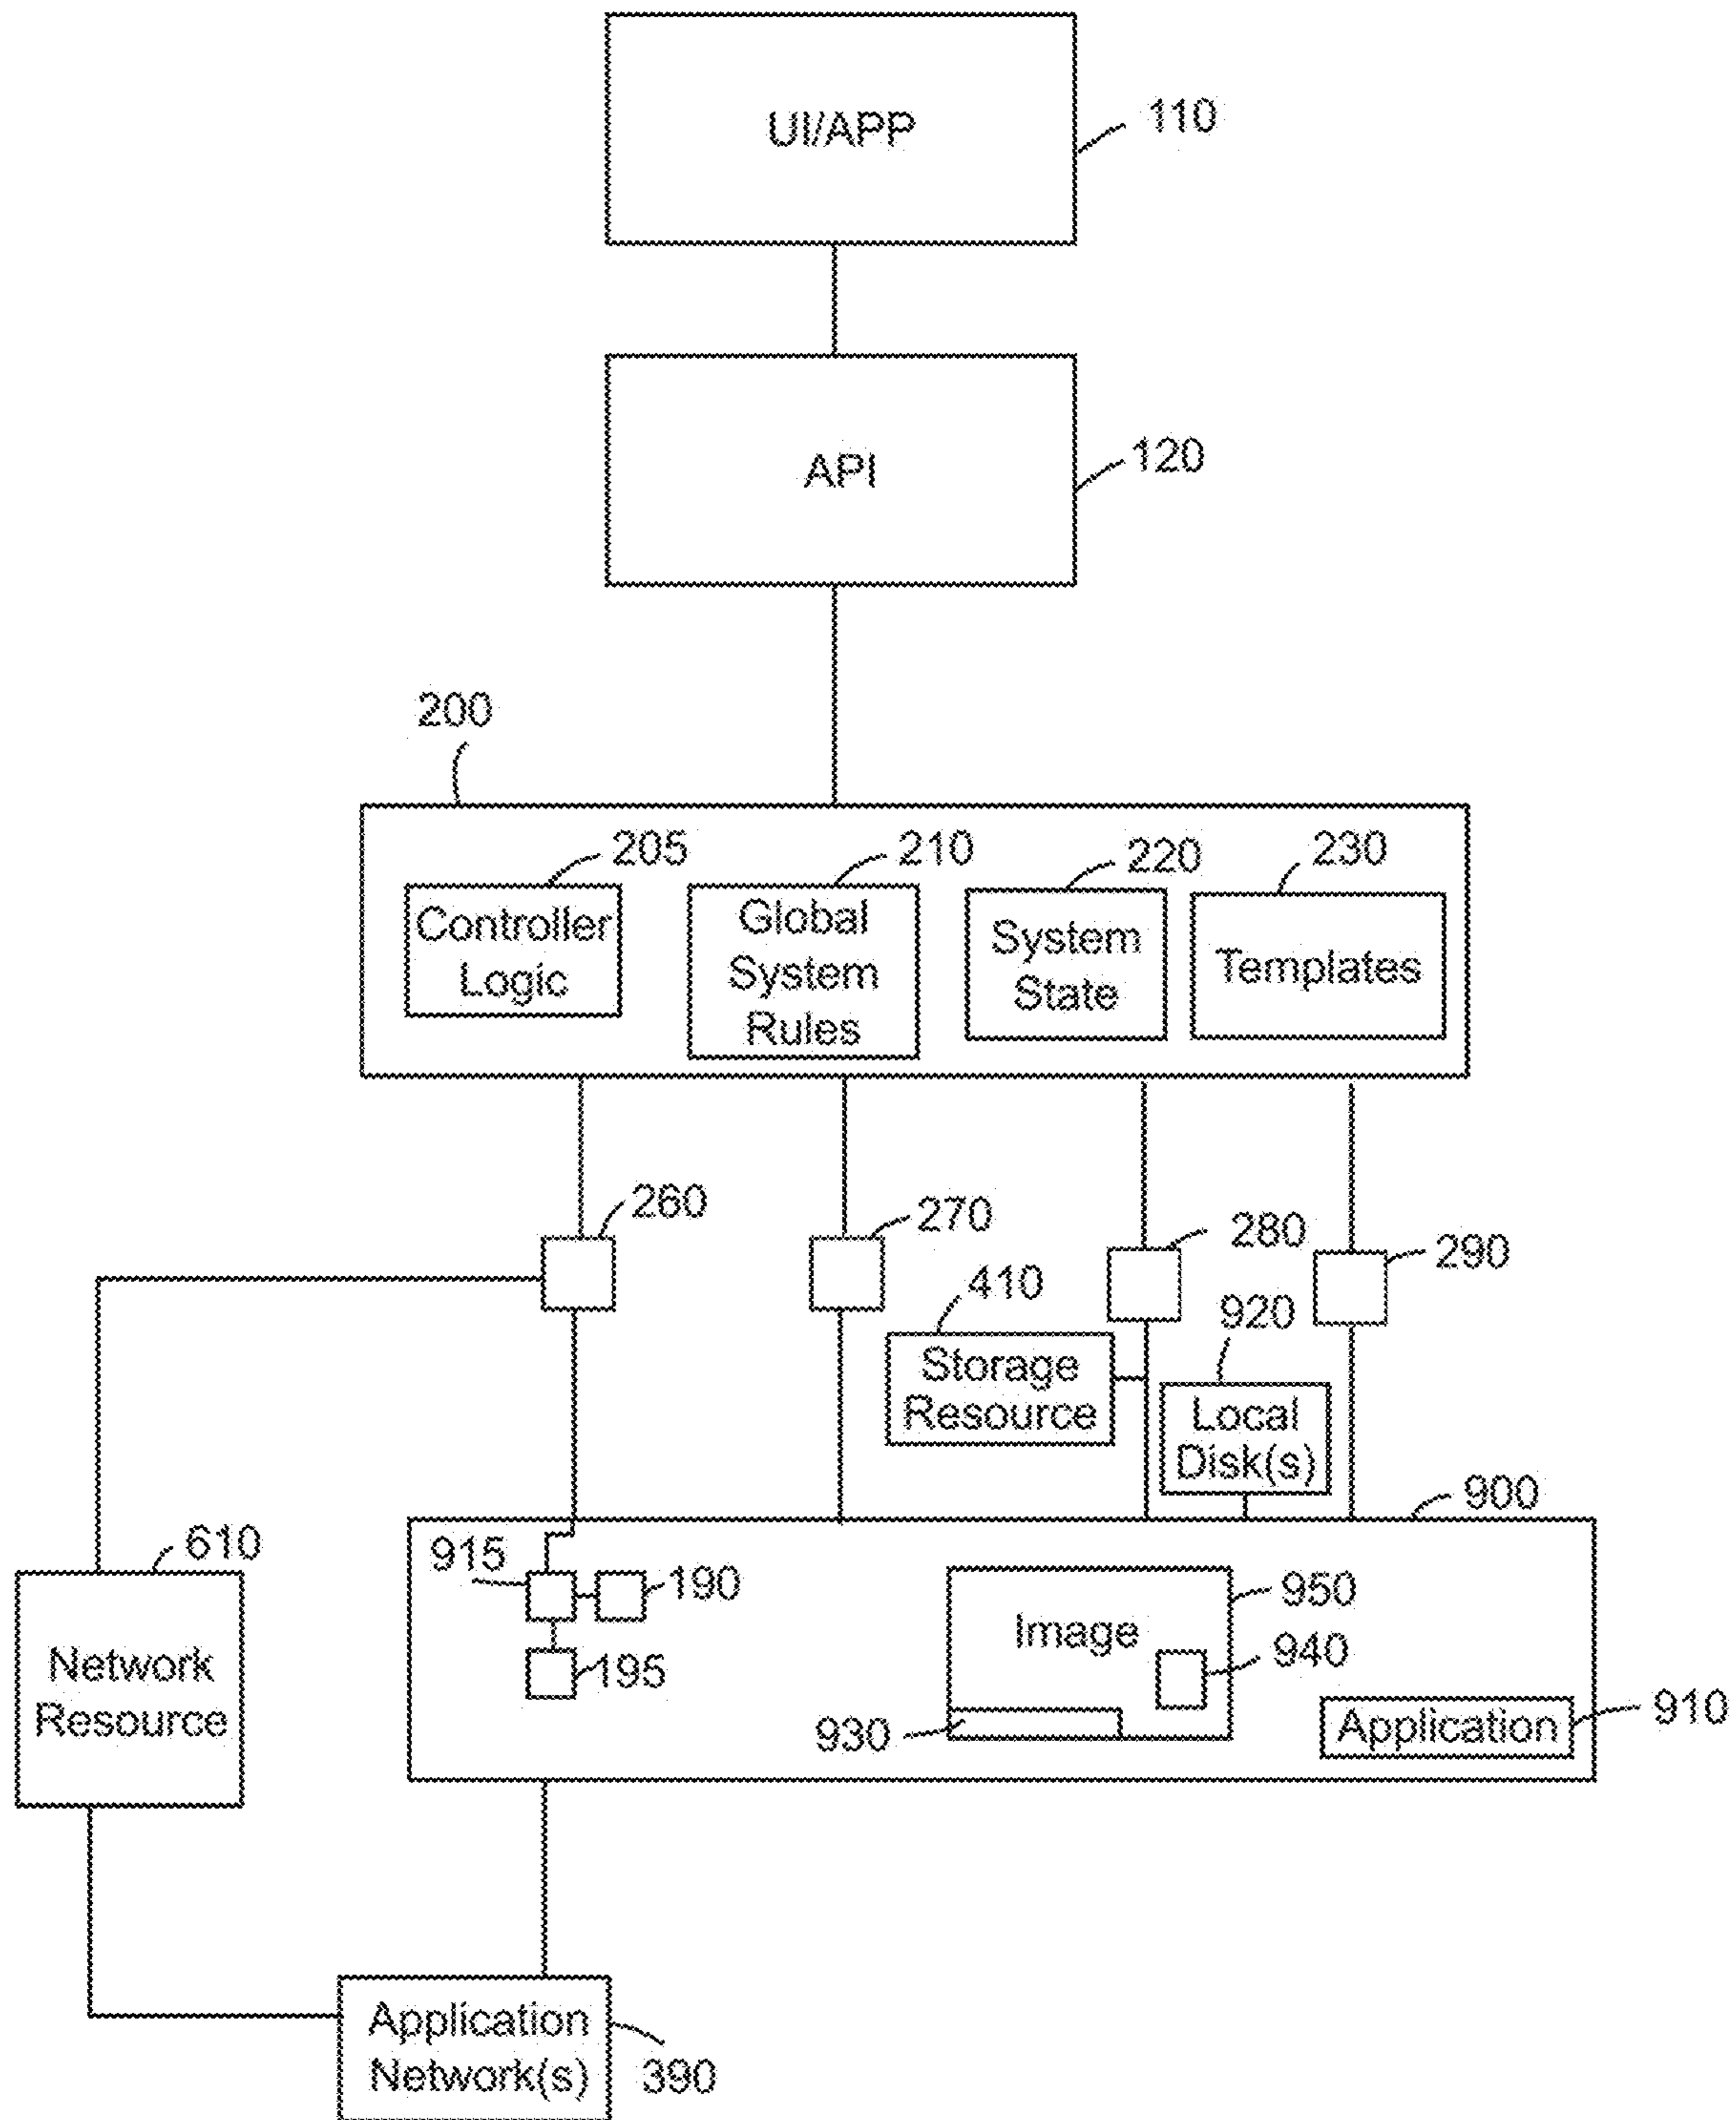 UI/APP
110
API
120
200
205
210
220
230
Controller
Logic
Global
System
Rules
System
State
Templates
260
270
280
290
410
920
Storage
Resource
Local
Disk(s)
900
610
915
190
950
Image
940
195
Network
Resource
930
Application
910
Application
Network(s)
390